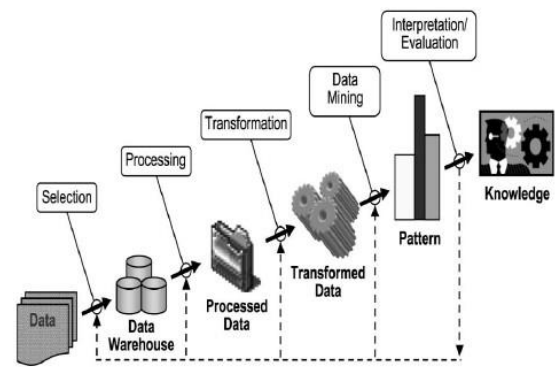 Interpretation/
Evaluation
Data
Mining
Transformation
Processing
Selection
Knowledge
Pattern
Transformed
Data
Processed
Data
Data
Warehouse
Data